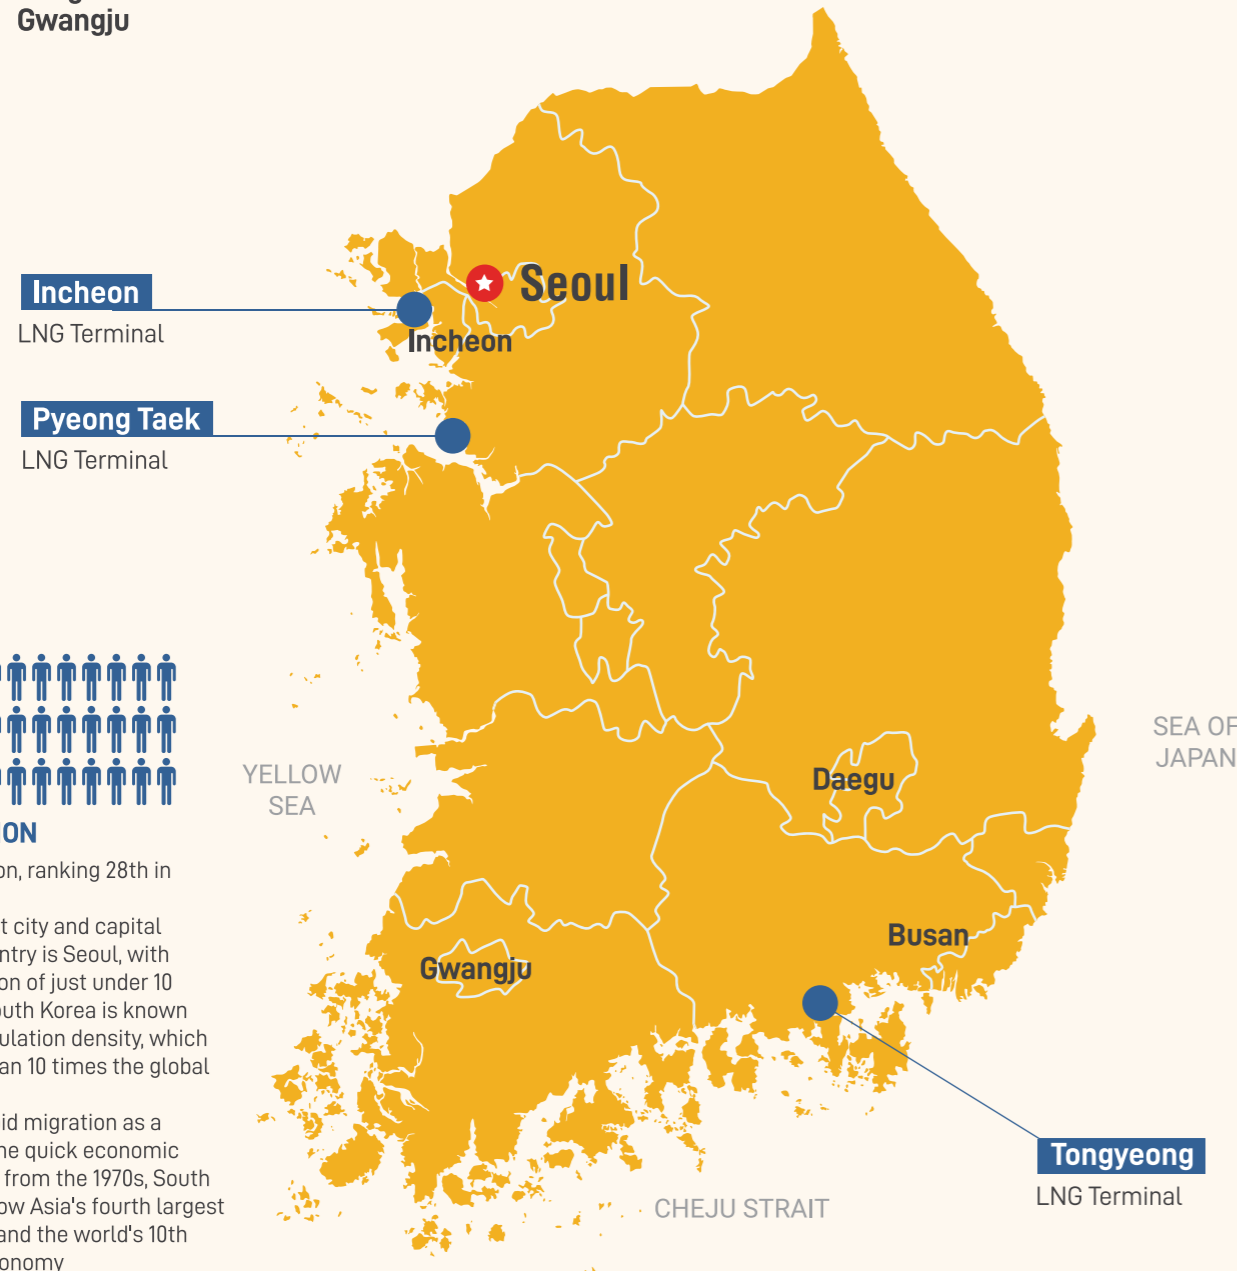 Gwangju
Seoul
Incheon
LNG Terminal
Incheon
Pyeong Taek
LNG Terminal
SEA OF
JAPAN
YELLOW
SEA
Daegu
ON
on, ranking 28th in
t city and capital
ntry is Seoul, with
on of just under 10
outh Korea is known
ulation density, which
an 10 times the global
id migration as a
he quick economic
from the 1970s, South
ow Asia's fourth largest
and the world's 10th
onomy
Busan
Gwangju
Tongyeong
LNG Terminal
CHEJU STRAIT